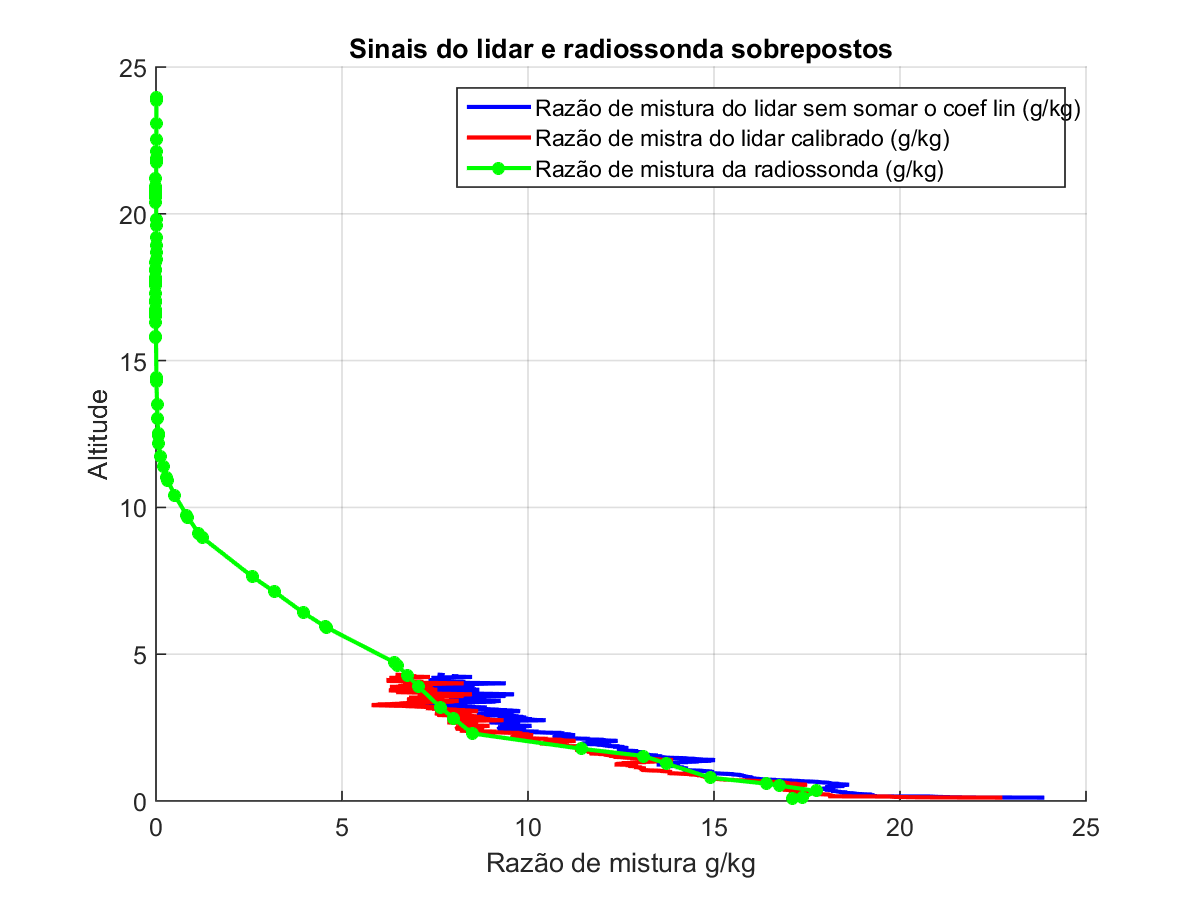 Sinais do lidar e radiossonda sobrepostos
25
Razão de mistura do lidar sem somar o coef lin (g/kg)
Razão de mistra do lidar calibrado (g/kg)
Razão de mistura da radiossonda (g/kg)
20
15
Altitude
10
5
0
0 5 10 15 20 25
Razão de mistura g/kg